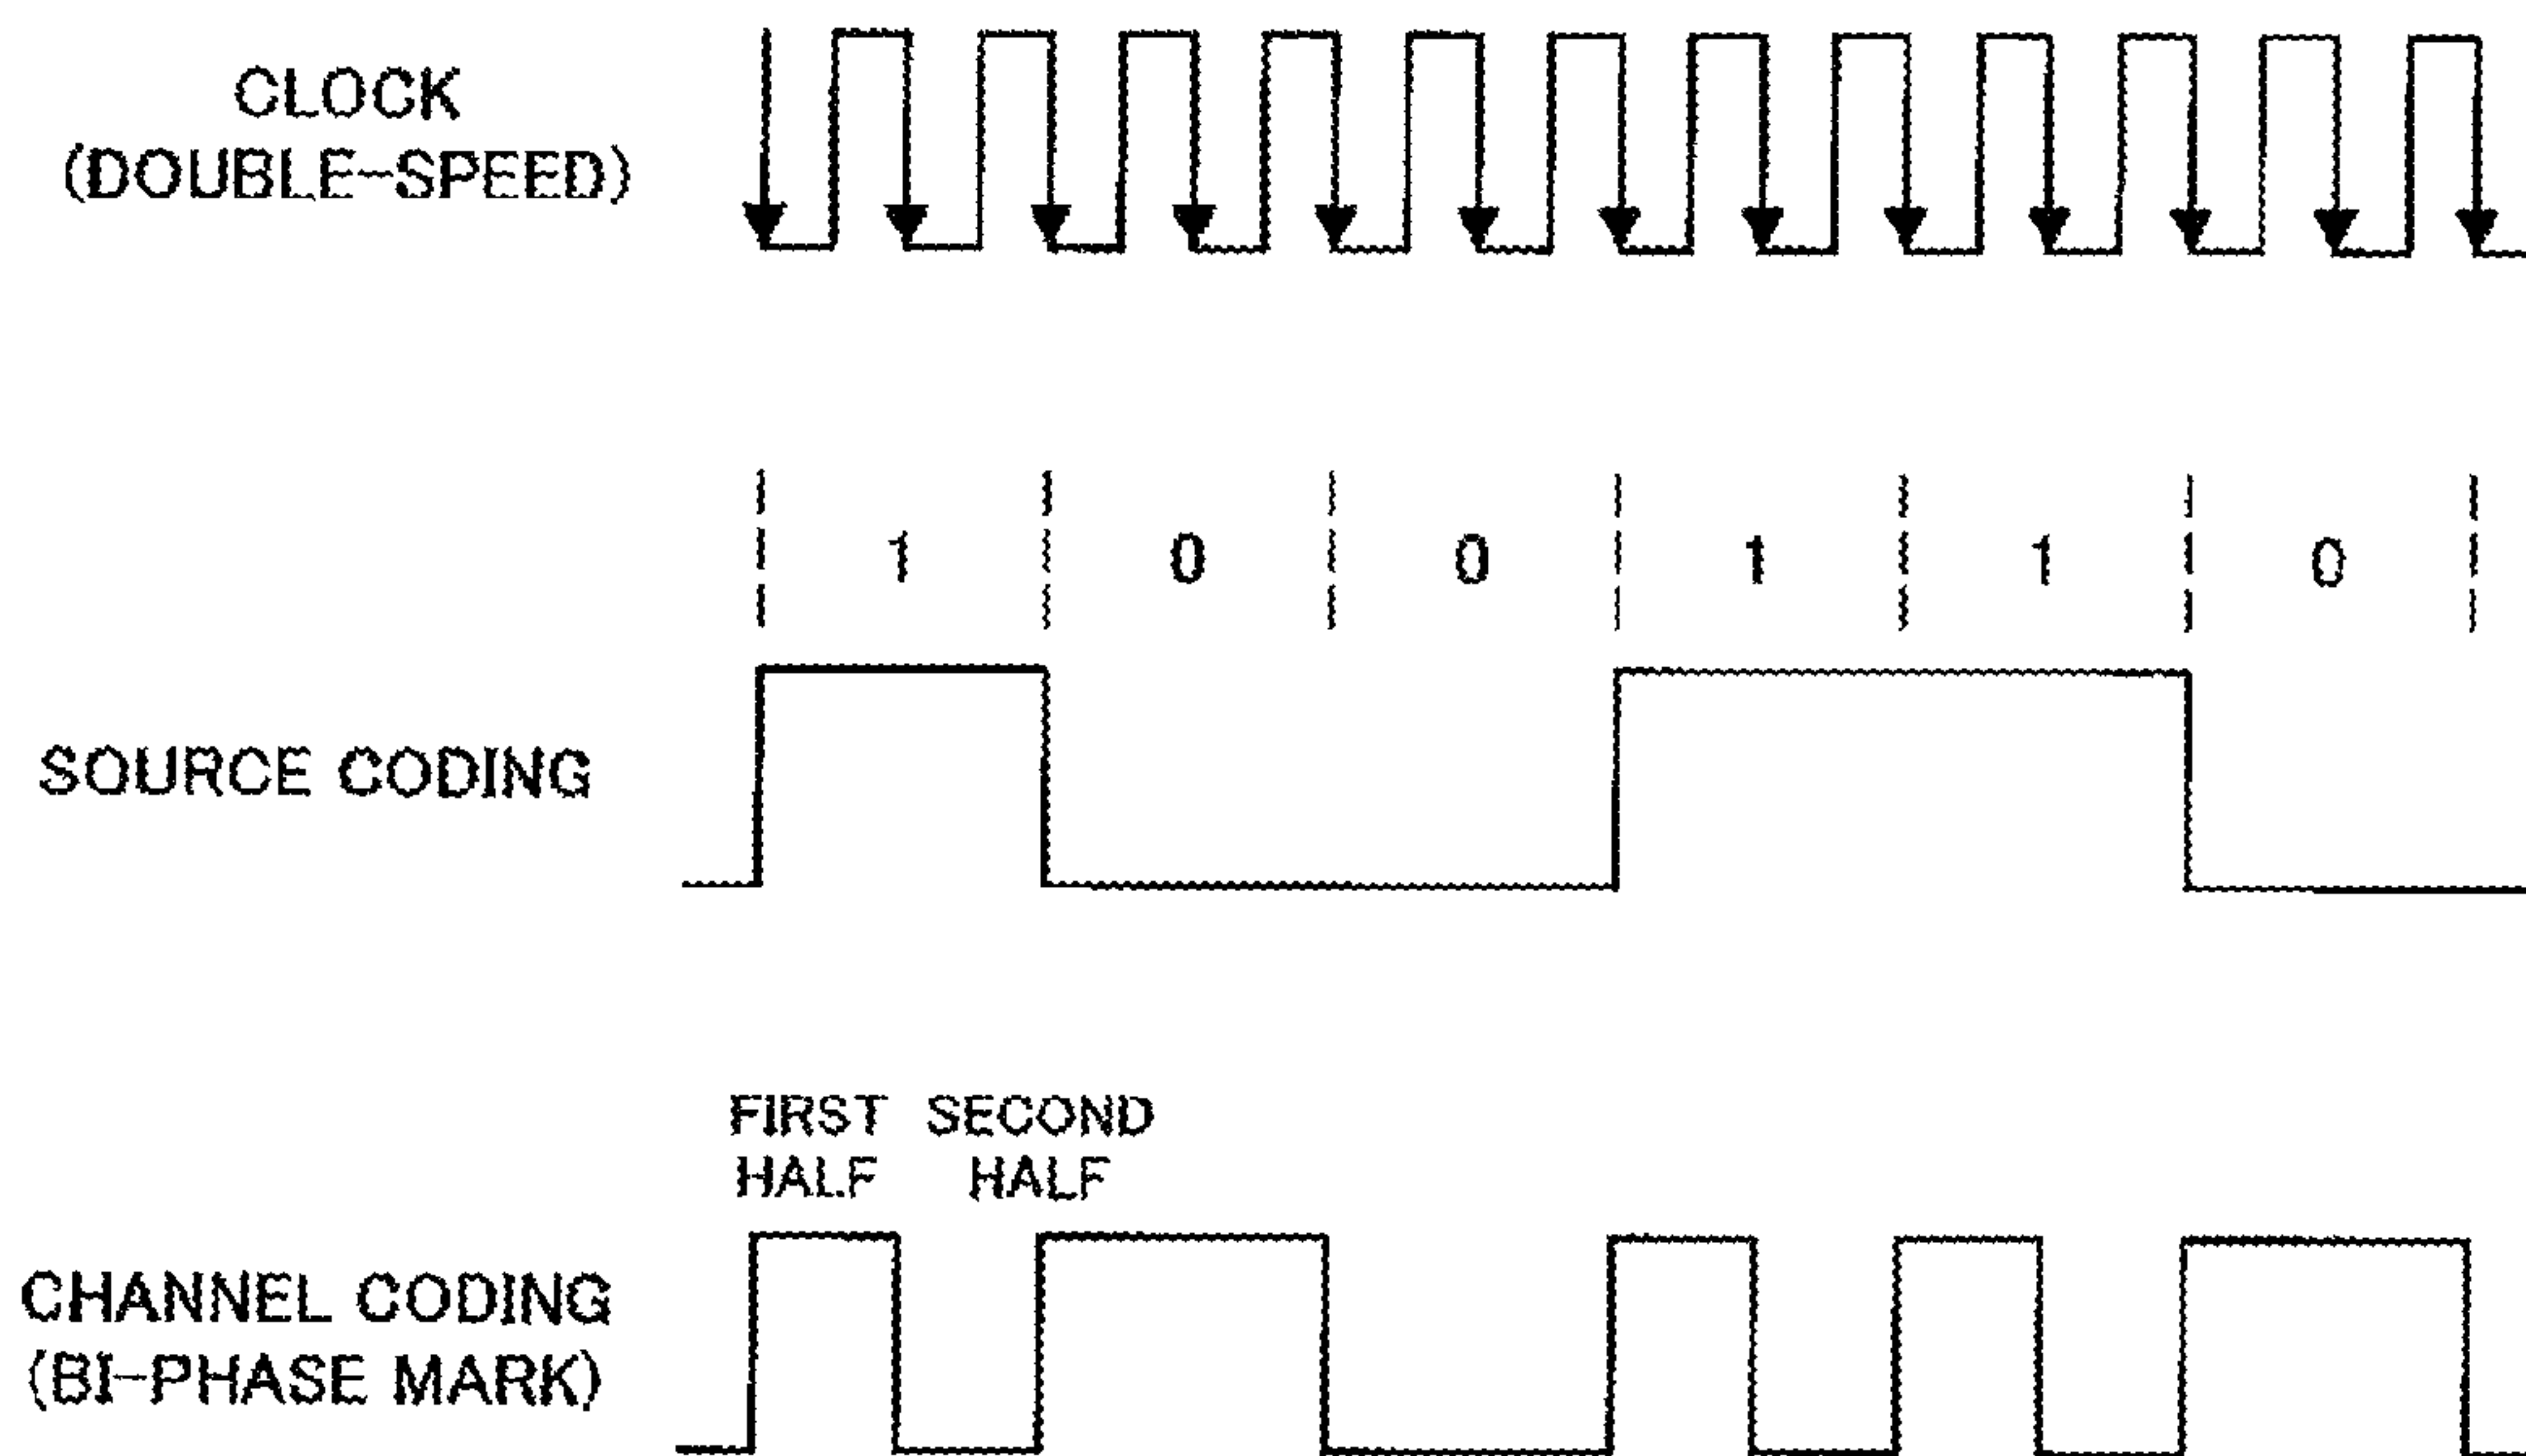 CLOCK
(DOUBLE-SPEED)
1 0 0 1 1 0
SOURCE CODING
FIRST SECOND
HALF HALF
CHANNEL CODING
(BI-PHASE MARK)